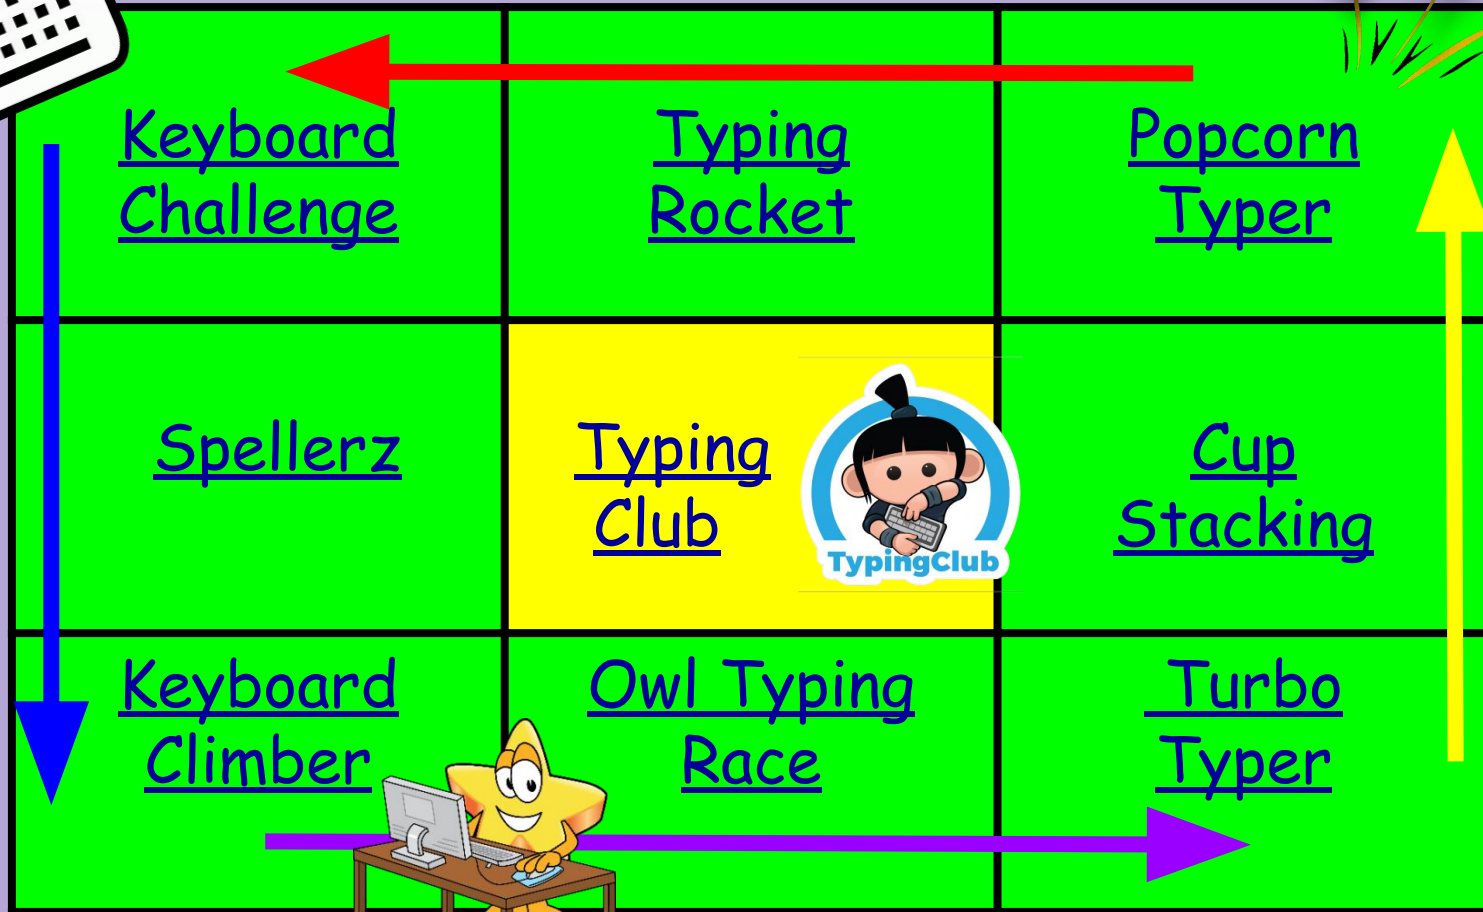 Keyboard
Challenge
Typing
Rocket
Popcorn
Typer
Spellerz
Typing
Club
TypingClub
Cup
Stacking
Keyboard
Climber
Owl Typing
Race
Turbo
Typer